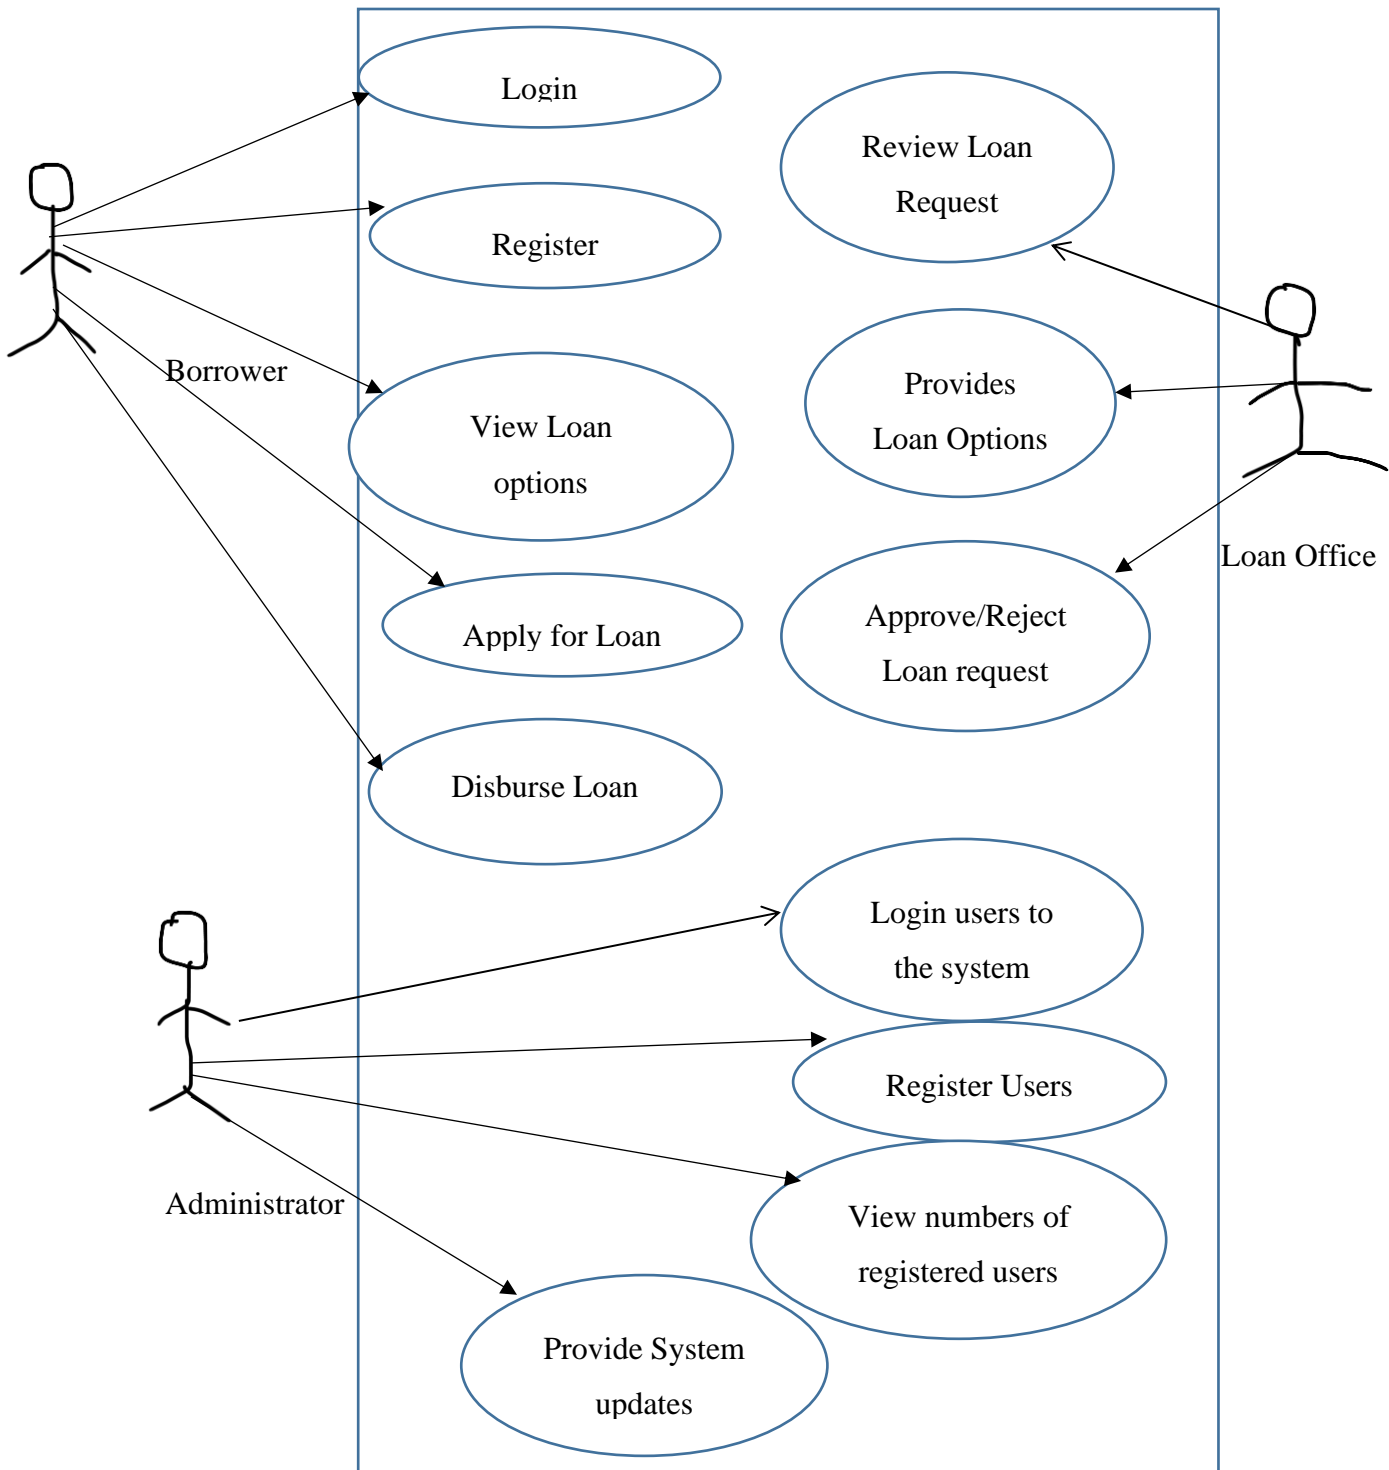 Login
Review Loan
Request
Register
Borrower
View Loan
options
Provides
Loan Options
Loan Office
Apply for Loan
Approve/Reject
Loan request
Disburse Loan
Login users to
the system
Register Users
Administrator
View numbers of
registered users
Provide System
updates